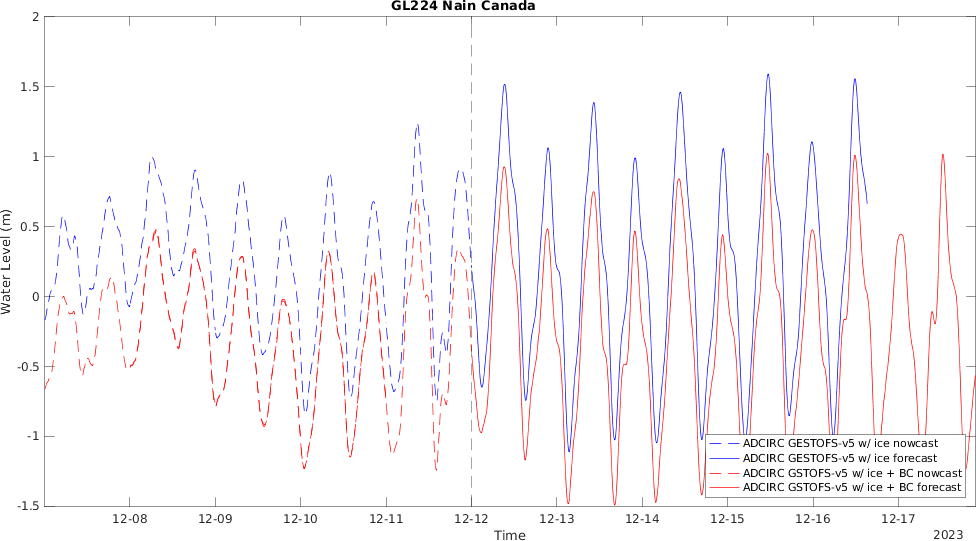 GL224 Nain Canada
2
1.5
1
0.5
0
-0.5
-1
-1.5
Water Level (m)
ADCIRC GESTOFS-v5 w/ ice nowcast
ADCIRC GESTOFS-v5 w/ ice forecast
ADCIRC GSTOFS-v5 w/ ice + BC nowcast
ADCIRC GSTOFS-v5 w/ ice + BC forecast
12-08 12-09 12-10 12-11 12-12 12-13 12-14 12-15 12-16 12-17
Time
2023